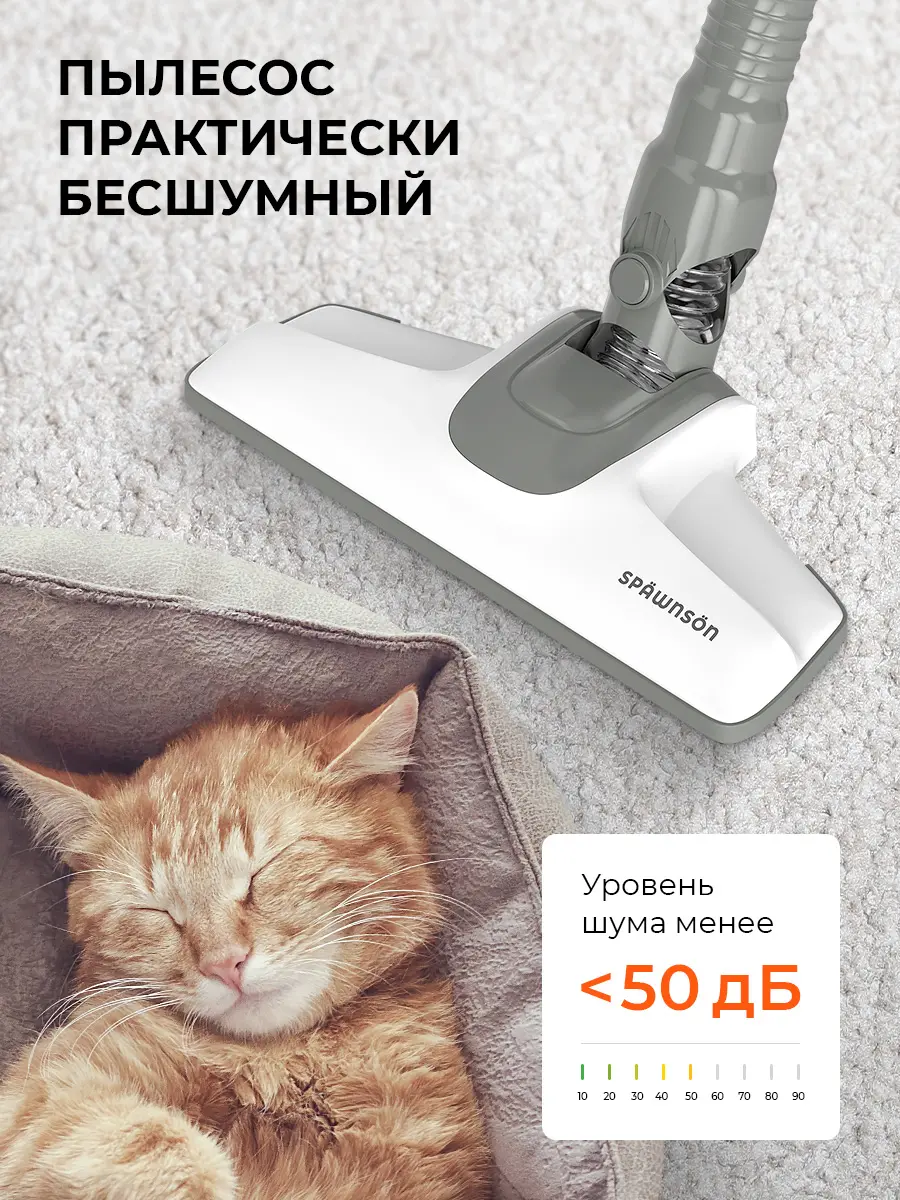 ПЫЛЕСОС
ПРАКТИЧЕСКИ
БЕСШУМНЫЙ
SPÄWNSÖN
Уровень
шума менее
<50 дБ
10 20 30 40 50 60 70 80 90